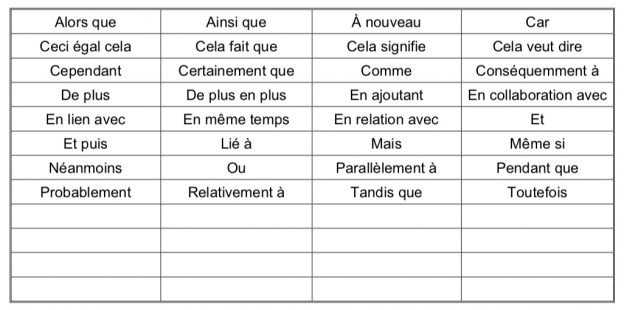 Alors que Ainsi que À nouveau Car
Ceci égal cela Cela fait que Cela signifie Cela veut dire
Cependant Certainement que Comme Conséquemment à
De plus De plus en plus En ajoutant En collaboration avec
En lien avec En même temps En relation avec Et
Et puis Lié à Mais Même si
Néanmoins Ou Parallèlement à Pendant que
Probablement Relativement à Tandis que Toutefois